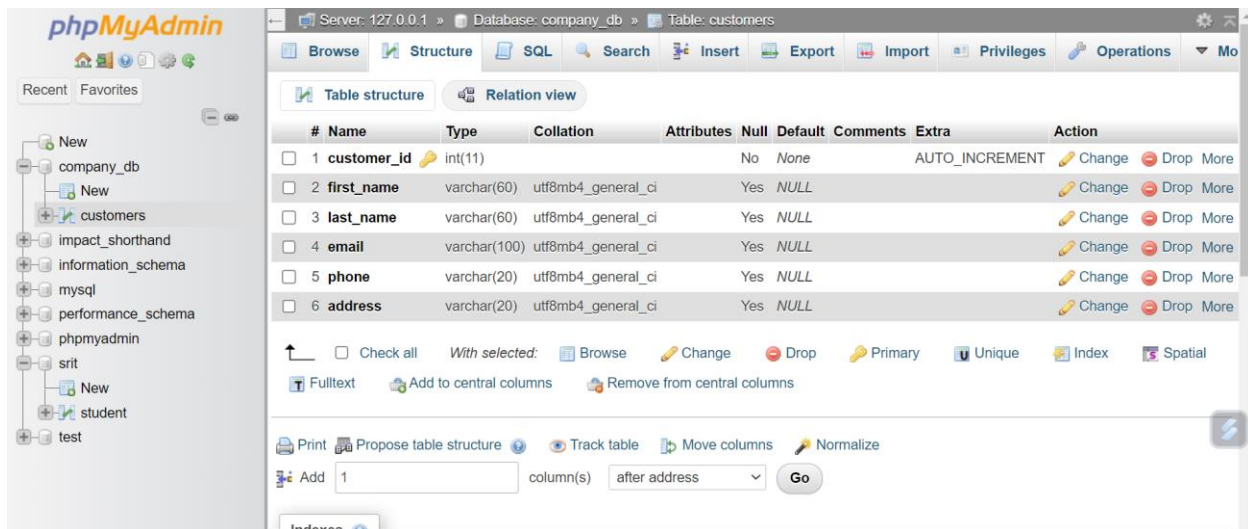 phpMyAdmin
Server: 127.0.0.1 » Database: company_db » Table: customers
Browse Structure SQL Search Insert Export Import Privileges Operations Mo
Recent Favorites
Table structure Relation view
New
company_db
New
customers
impact_shorthand
information_schema
mysql
performance_schema
phpmyadmin
srit
New
student
test
# Name Type Collation Attributes Null Default Comments Extra Action
1 customer_id int(11) No None AUTO_INCREMENT Change Drop More
2 first_name varchar(60) utf8mb4_general_ci Yes NULL Change Drop More
3 last_name varchar(60) utf8mb4_general_ci Yes NULL Change Drop More
4 email varchar(100) utf8mb4_general_ci Yes NULL Change Drop More
5 phone varchar(20) utf8mb4_general_ci Yes NULL Change Drop More
6 address varchar(20) utf8mb4_general_ci Yes NULL Change Drop More
Check all With selected: Browse Change Drop Primary Unique Index Spatial
Fulltext Add to central columns Remove from central columns
Print Propose table structure Track table Move columns Normalize
Add 1 column(s) after address Go
Indexes